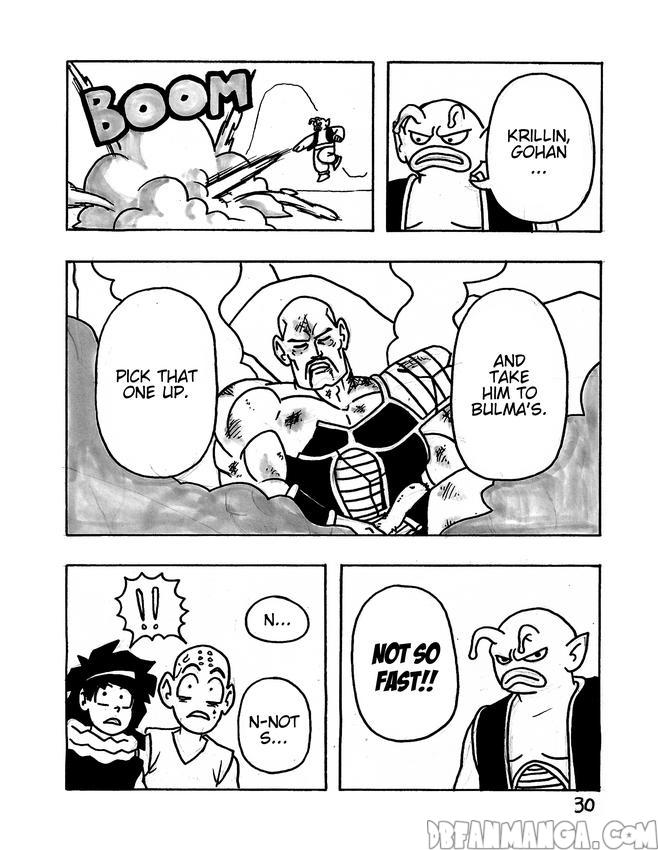 BOOM
KRILLIN,
GOHAN
...
PICK THAT
ONE UP.
AND
TAKE
HIM TO
BULMA'S.
!!
N...
N-NOT
S...
NOT SO
FAST!!
30
DBFANMANGA.COM